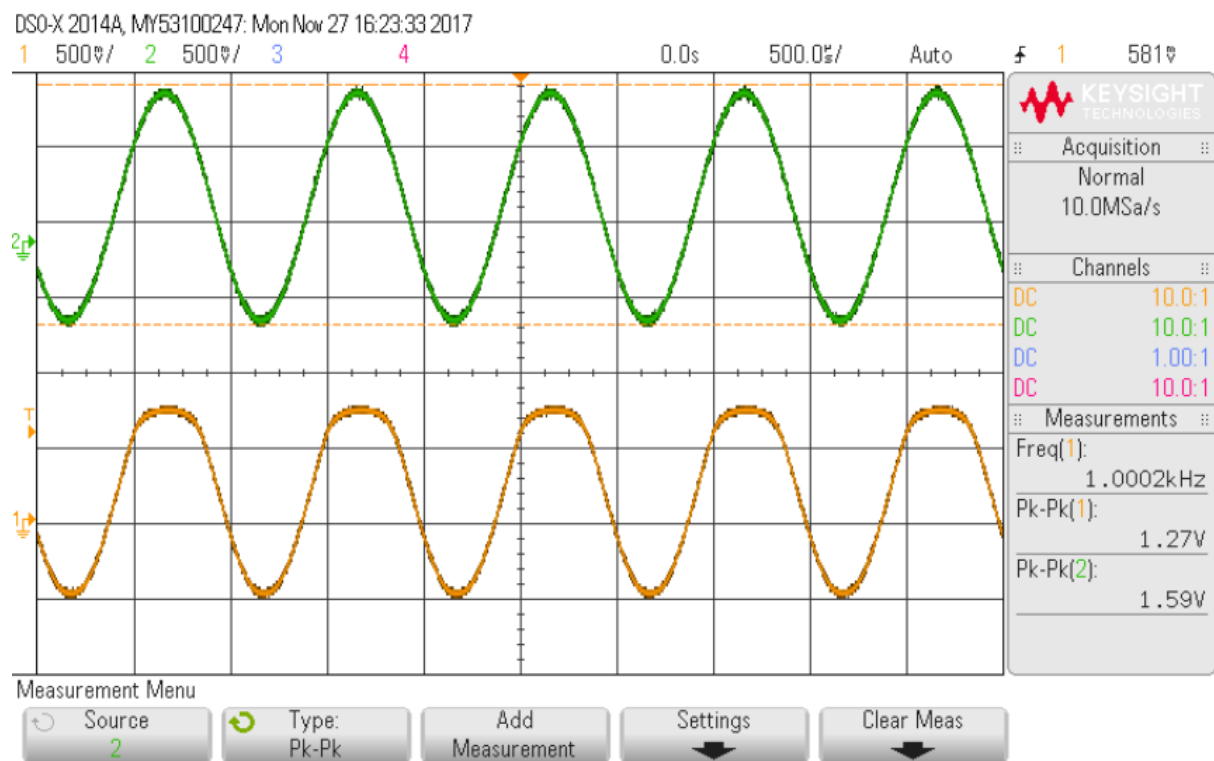 DSO-X 2014A, MY53100247: Mon Nov 27 16:23:33 2017
1 500mV/ 2 500mV/ 3 4 0.0s 500.0us/ Auto 1 581mV
KEYSIGHT
TECHNOLOGIES
Acquisition
Normal
10.0MSa/s
2
Channels
DC 10.0:1
DC 10.0:1
DC 1.00:1
DC 10.0:1
T
Measurements
Freq(1):
1.0002kHz
1
Pk-Pk(1):
1.27V
Pk-Pk(2):
1.59V
Measurement Menu
Source
2
Type:
Pk-Pk
Add
Measurement
Settings
Clear Meas